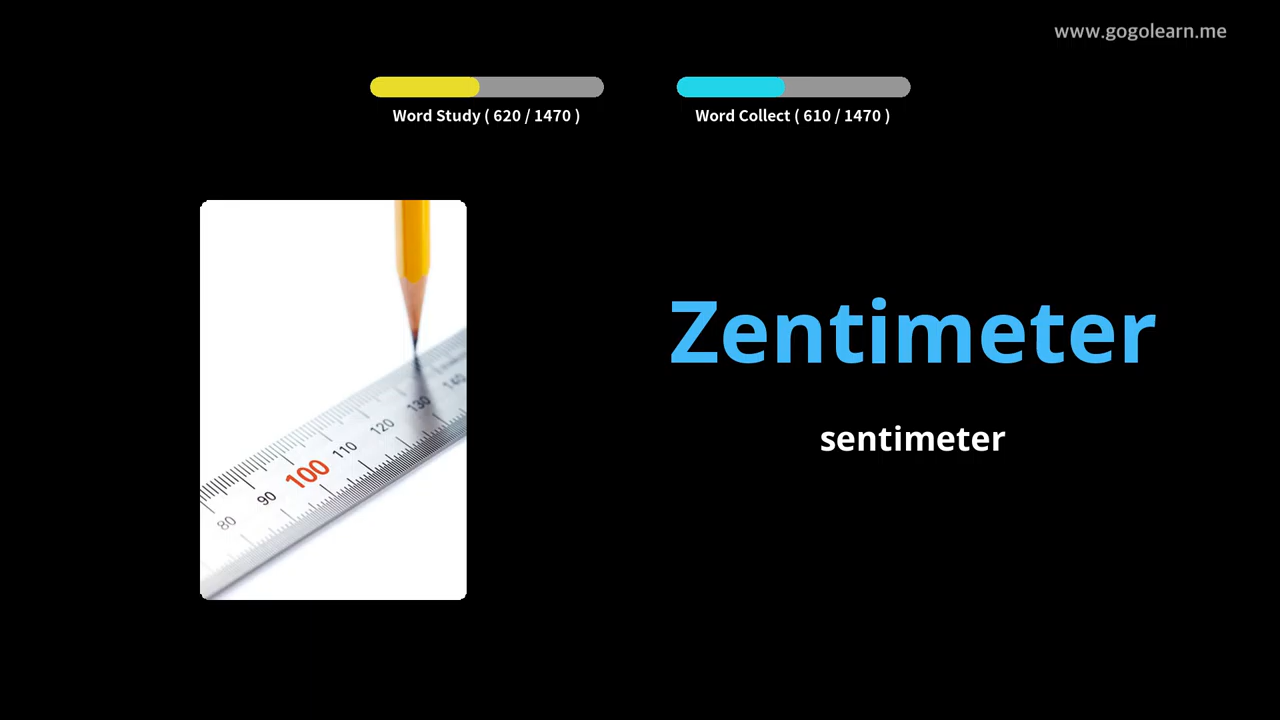 www.gogolearn.me
Word Study ( 620 / 1470 )
Word Collect ( 610 / 1470 )
Zentimeter
sentimeter
80
90
100
110
120
130
140